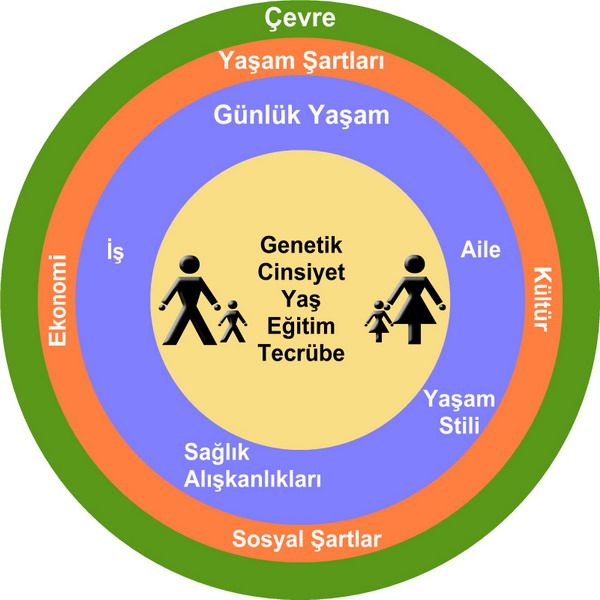 Çevre
Yaşam Şartları
Günlük Yaşam
İş
Genetik
Cinsiyet
Yaş
Eğitim
Tecrübe
Aile
Ekonomi
Kültür
Yaşam
Stili
Sağlık
Alışkanlıkları
Sosyal Şartlar